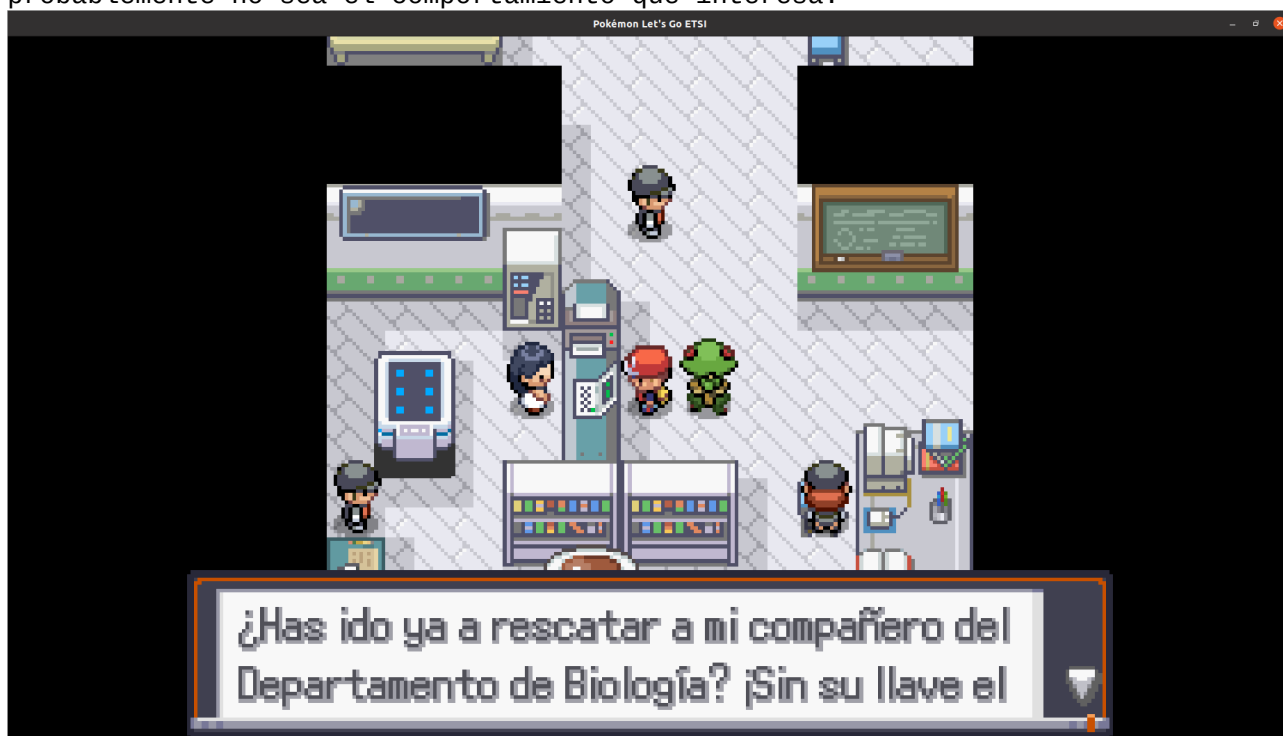 probablemente no sea el comportamiento que interesa.
Pokémon Let's Go ETSI
¿Has ido ya a rescatar a mi compañero del
Departamento de Biología? ¡Sin su llave el